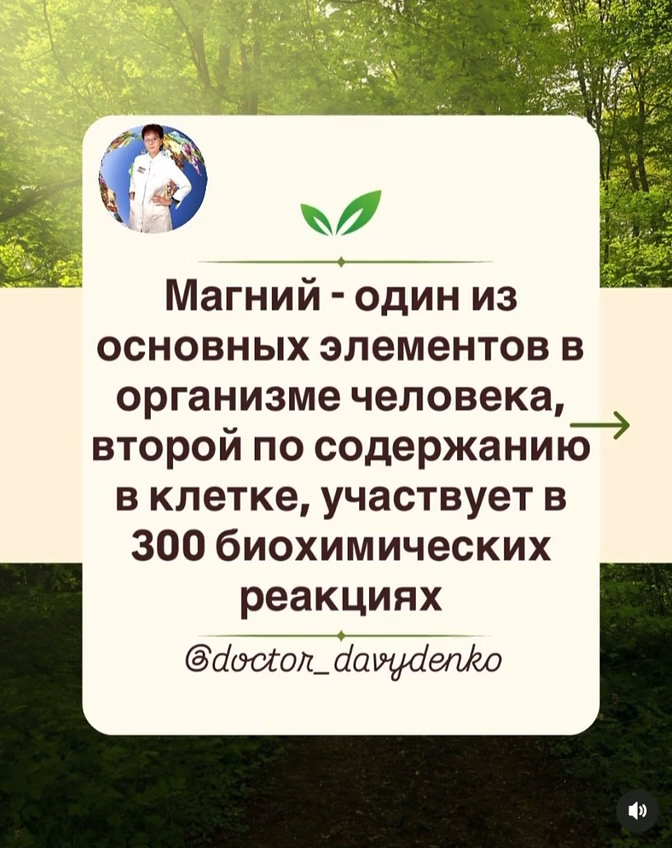 Магний - один из
основных элементов в
организме человека,
второй по содержанию
в клетке, участвует в
300 биохимических
реакциях
@doctor_davydenko